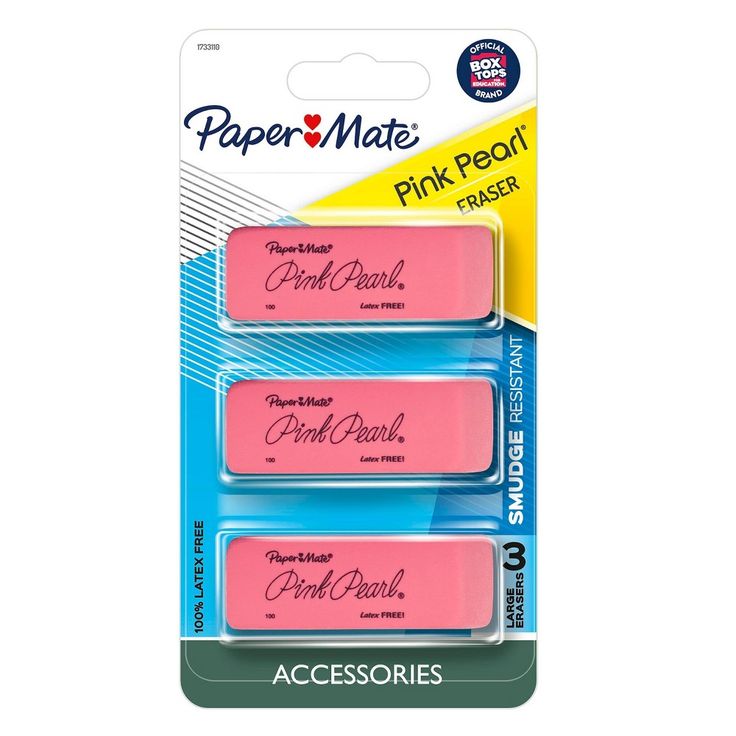 1733110
OFFICIAL
BOX
TOPS
FOR
EDUCATION
BRAND
Paper Mate®
Pink Pearl®
ERASER
Paper Mate®
Pink Pearl®
100 Latex FREE!
Paper Mate®
Pink Pearl®
100 Latex FREE!
Paper Mate®
Pink Pearl®
100 Latex FREE!
SMUDGE RESISTANT
100% LATEX FREE
3
LARGE
ERASERS
ACCESSORIES